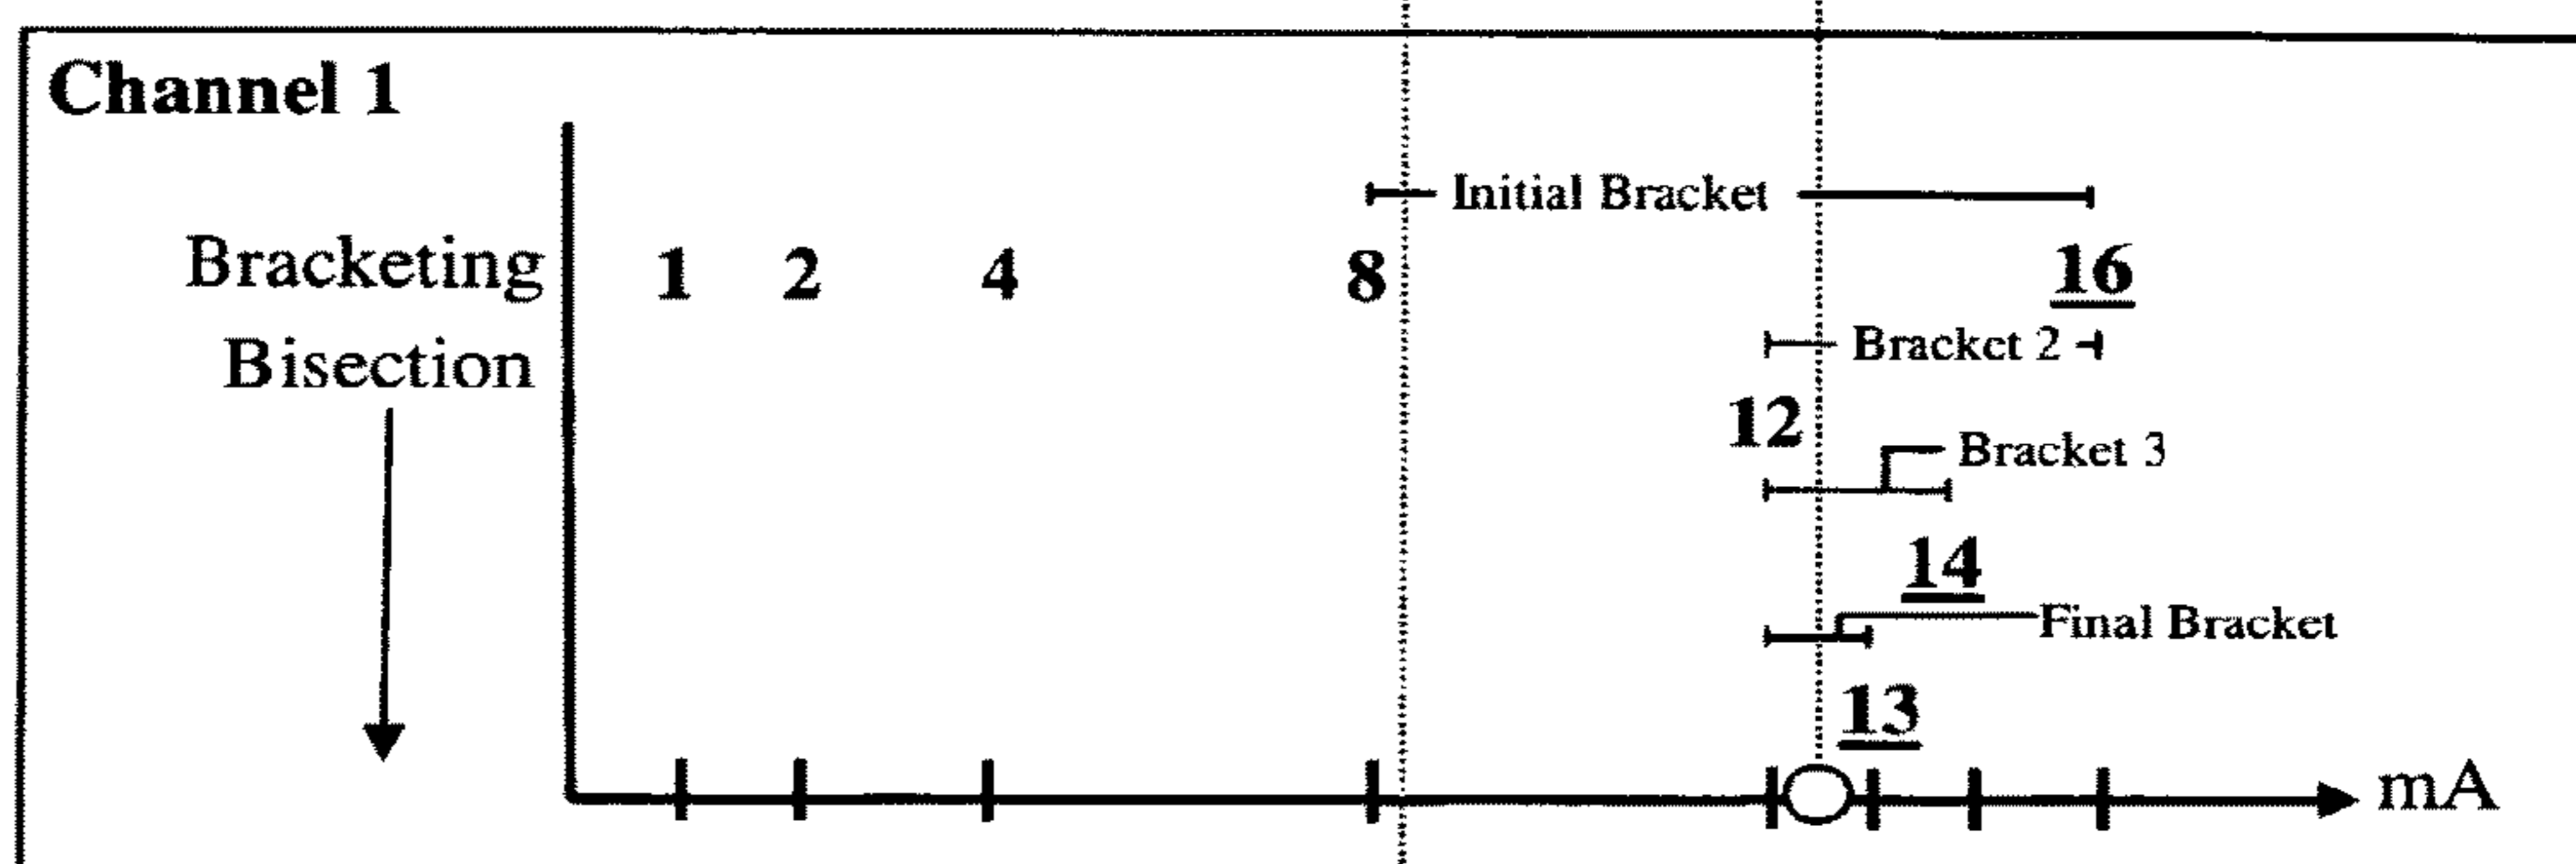 Channel 1
Initial Bracket
Bracketing 1 2 4 8 16
Bisection
Bracket 2
12
Bracket 3
14
Final Bracket
13
mA